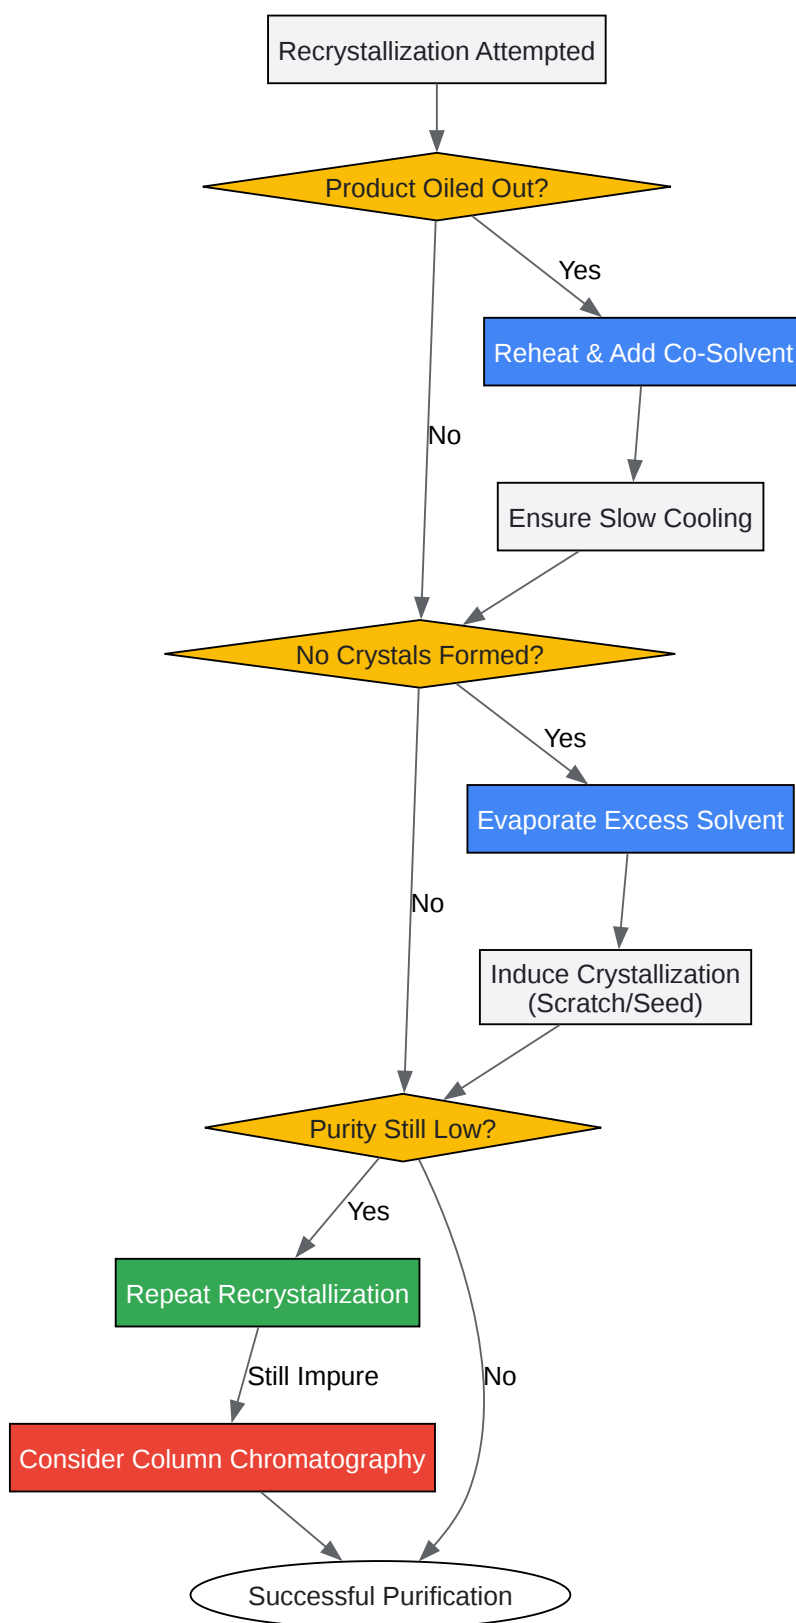 Recrystallization Attempted
Product Oiled Out?
Yes
Reheat & Add Co-Solvent
No
Ensure Slow Cooling
No Crystals Formed?
Yes
Evaporate Excess Solvent
No
Induce Crystallization
(Scratch/Seed)
Purity Still Low?
Yes
Repeat Recrystallization
Still Impure
No
Consider Column Chromatography
Successful Purification